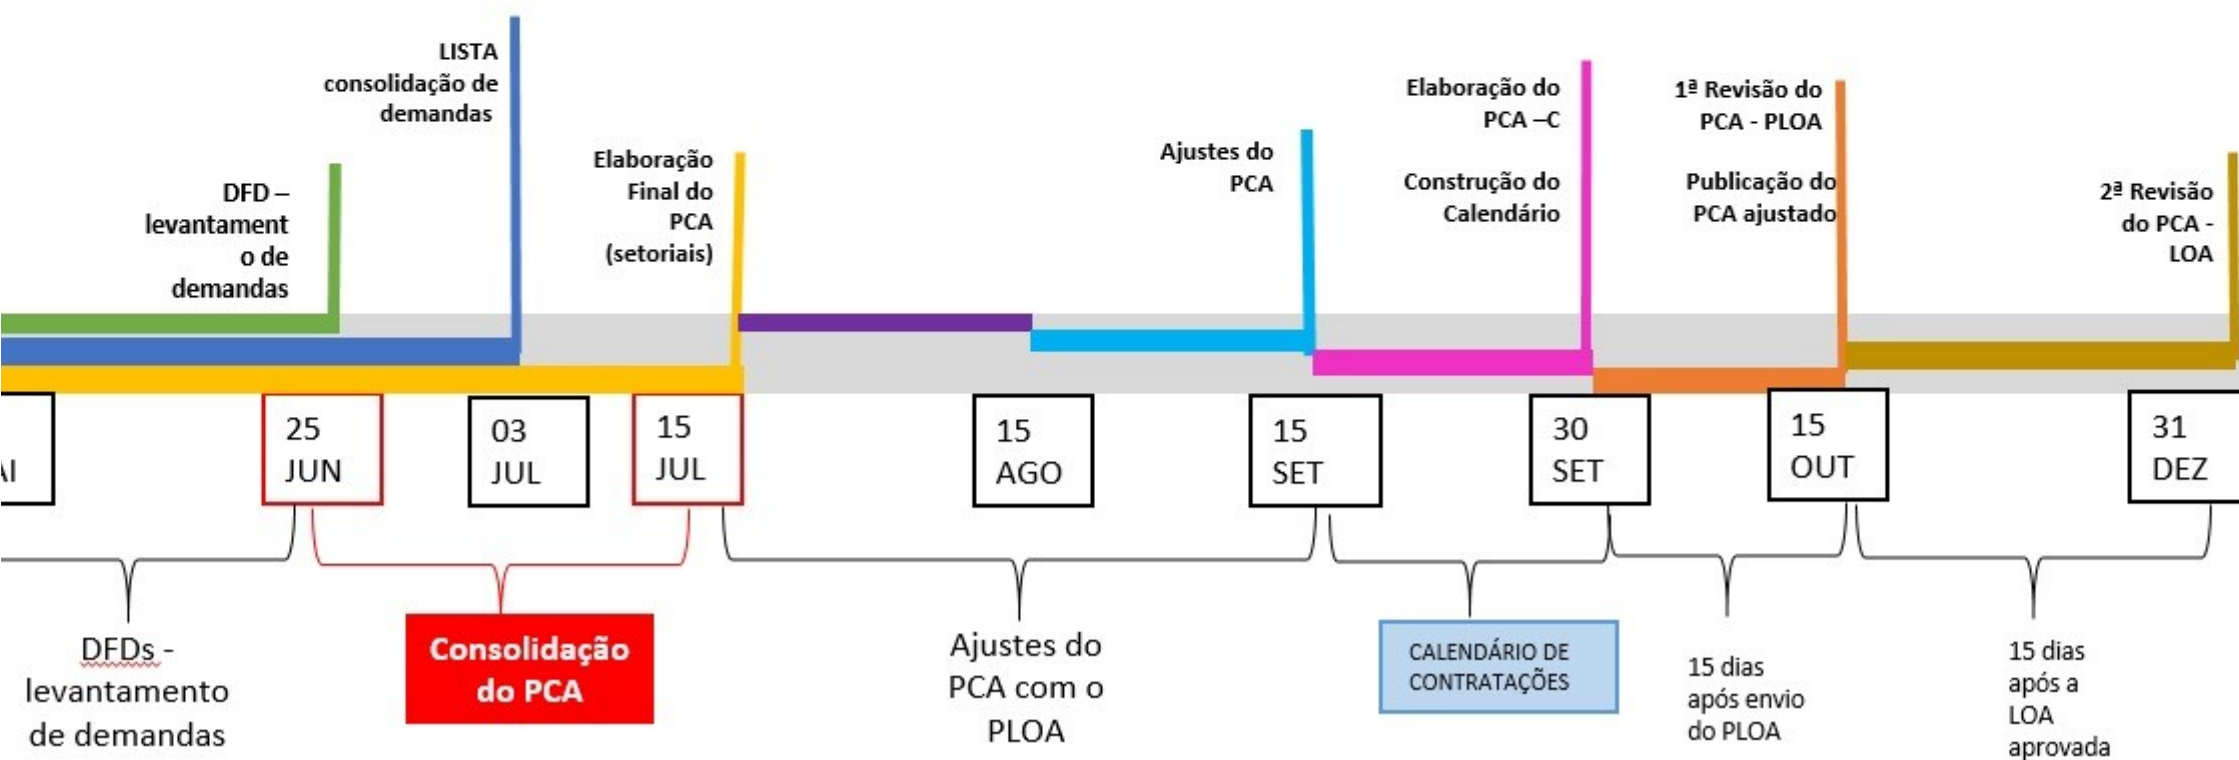 LISTA
consolidação de
demandas
DFD –
levantament
o de
demandas
Elaboração
Final do
PCA
(setoriais)
Ajustes do
PCA
Elaboração do
PCA –C
Construção do
Calendário
1ª Revisão do
PCA - PLOA
Publicação do
PCA ajustado
2ª Revisão
do PCA -
LOA
AI
25
JUN
03
JUL
15
JUL
15
AGO
15
SET
30
SET
15
OUT
31
DEZ
DFDs -
levantamento
de demandas
Consolidação
do PCA
Ajustes do
PCA com o
PLOA
CALENDÁRIO DE
CONTRATAÇÕES
15 dias
após envio
do PLOA
15 dias
após a
LOA
aprovada